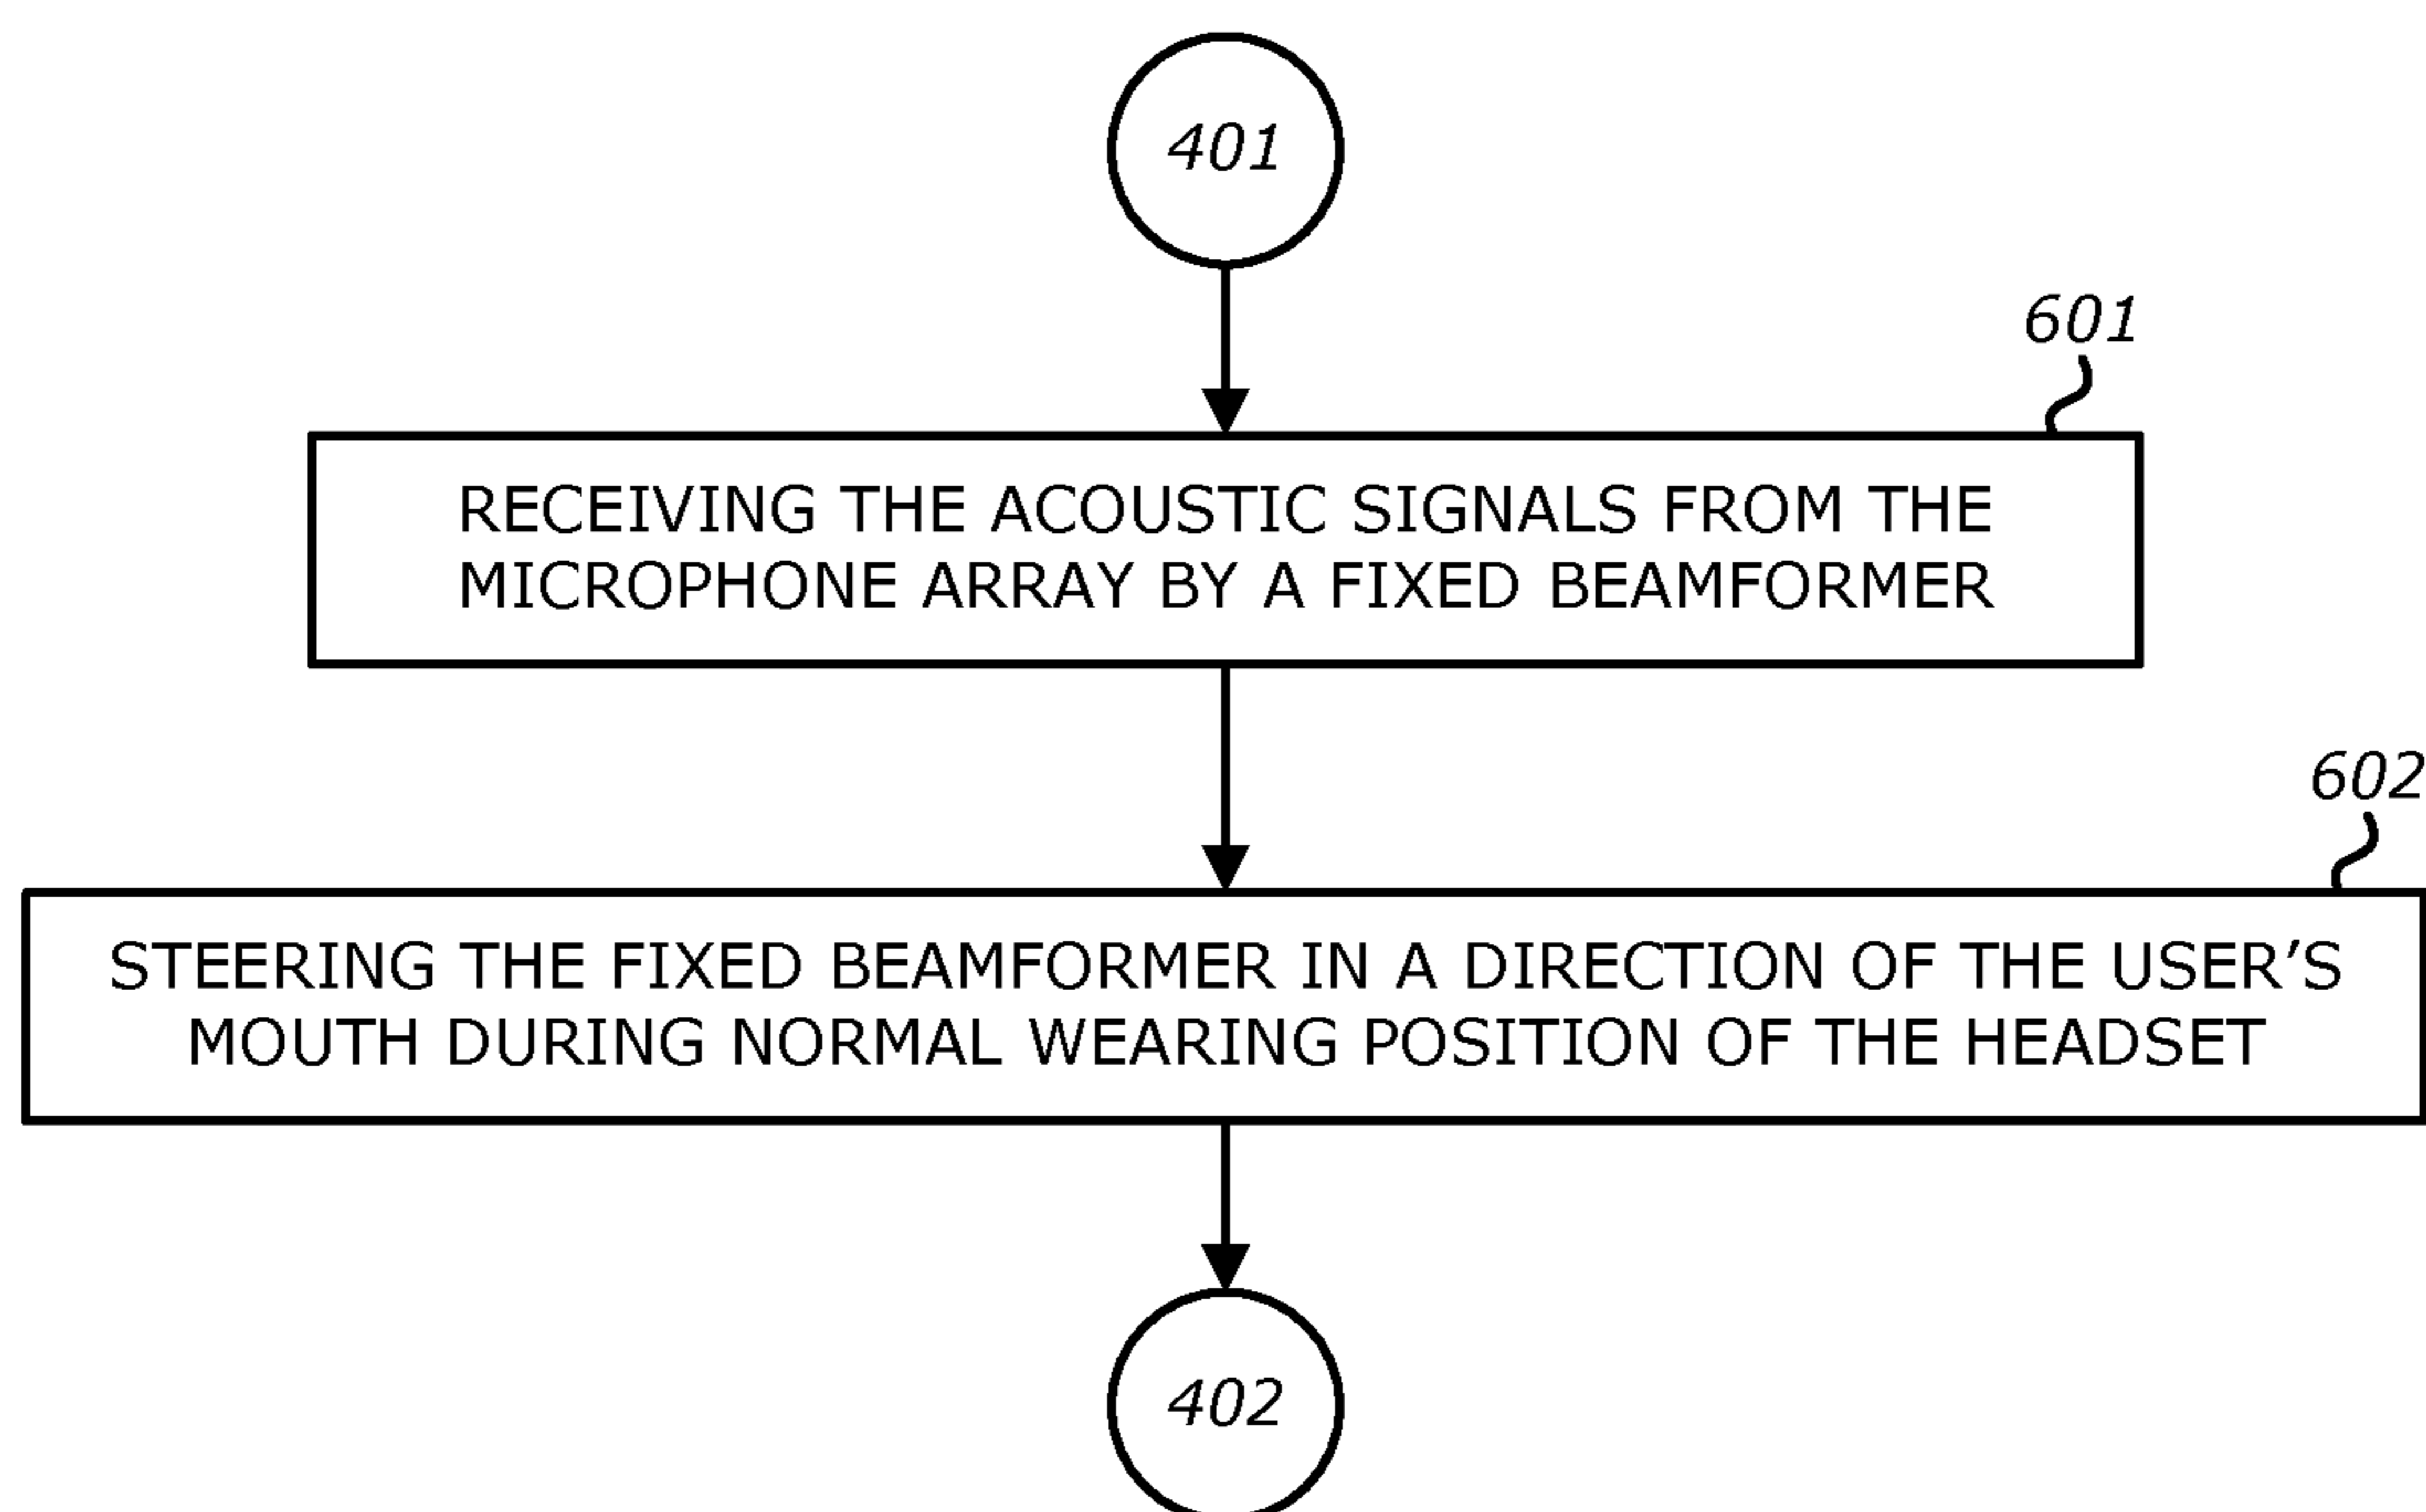 401
601
RECEIVING THE ACOUSTIC SIGNALS FROM THE
MICROPHONE ARRAY BY A FIXED BEAMFORMER
602
STEERING THE FIXED BEAMFORMER IN A DIRECTION OF THE USER’S
MOUTH DURING NORMAL WEARING POSITION OF THE HEADSET
402